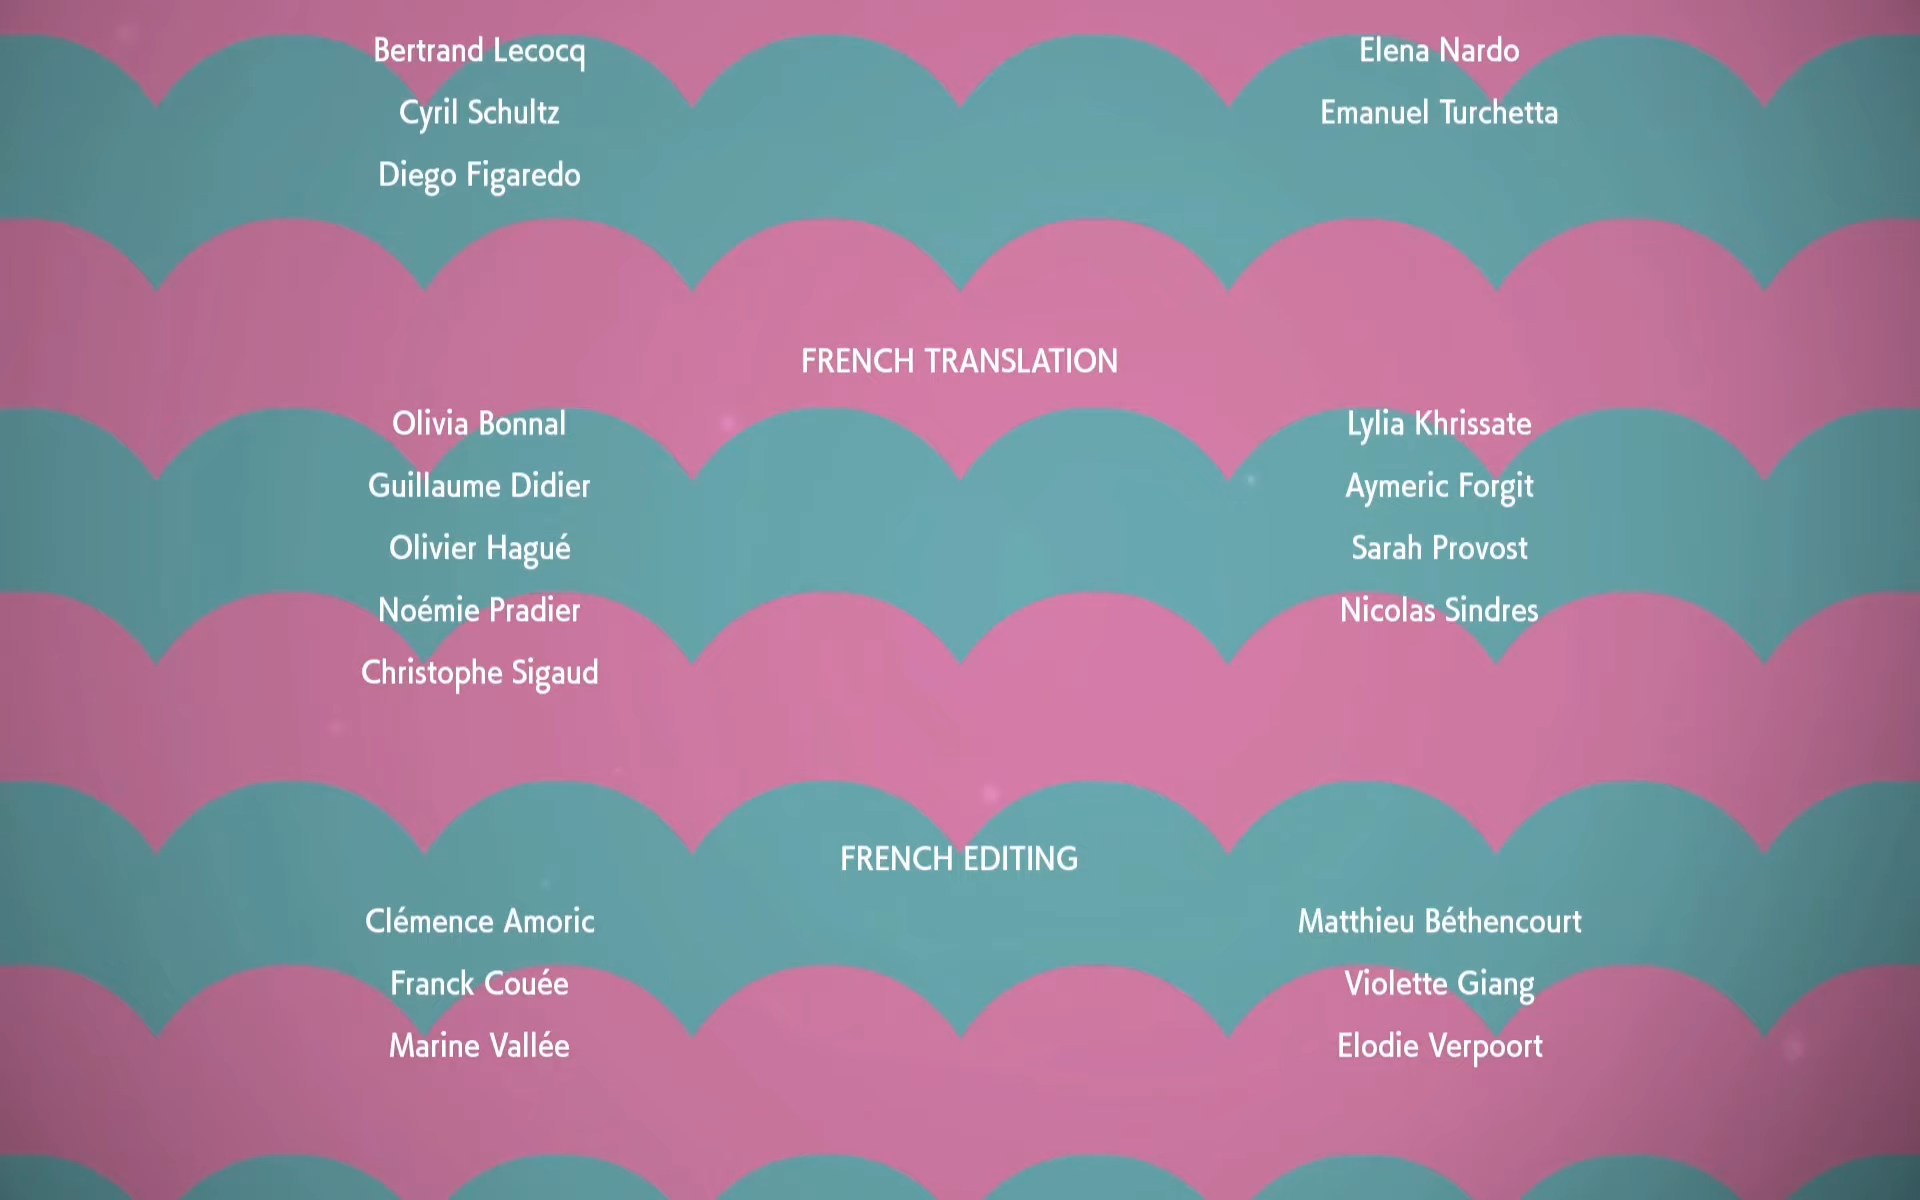 Bertrand Lecocq
Elena Nardo
Cyril Schultz
Emanuel Turchetta
Diego Figaredo
FRENCH TRANSLATION
Olivia Bonnal
Lylia Khrissate
Guillaume Didier
Aymeric Forgit
Olivier Hagué
Sarah Provost
Noémie Pradier
Nicolas Sindres
Christophe Sigaud
FRENCH EDITING
Clémence Amoric
Matthieu Béthencourt
Franck Couée
Violette Giang
Marine Vallée
Elodie Verpoort